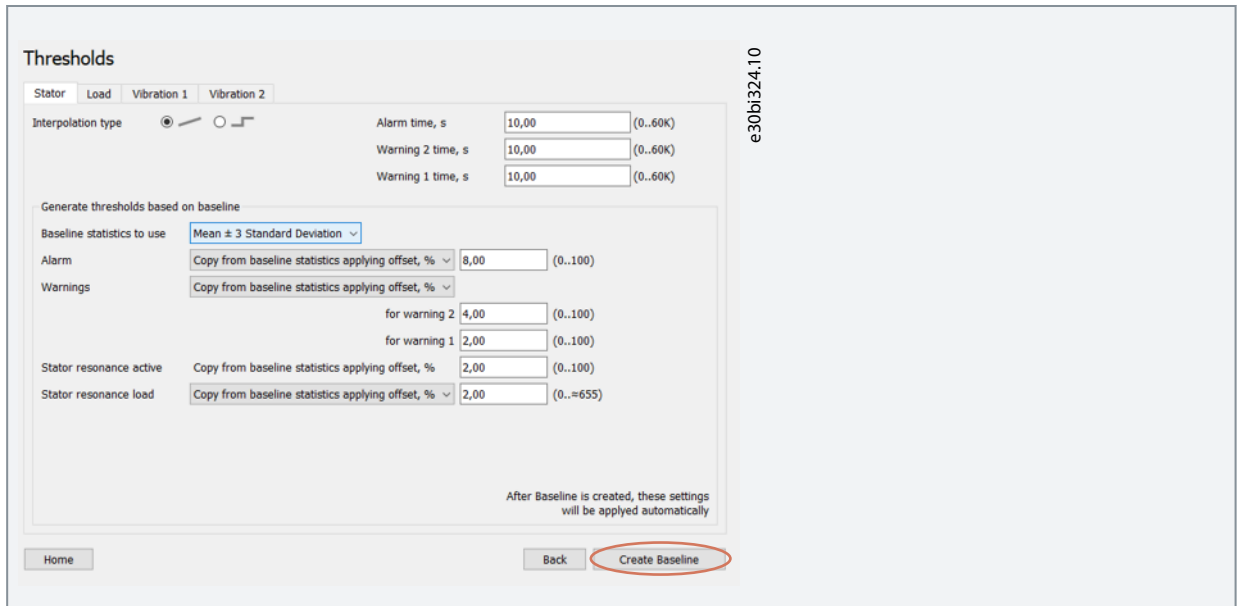 Thresholds
e30bi324.10
Stator Load Vibration 1 Vibration 2
Interpolation type Alarm time, s 10,00 (0..60K)
Warning 2 time, s 10,00 (0..60K)
Warning 1 time, s 10,00 (0..60K)
Generate thresholds based on baseline
Baseline statistics to use Mean ± 3 Standard Deviation
Alarm Copy from baseline statistics applying offset, % 8,00 (0..100)
Warnings Copy from baseline statistics applying offset, %
for warning 2 4,00 (0..100)
for warning 1 2,00 (0..100)
Stator resonance active Copy from baseline statistics applying offset, % 2,00 (0..100)
Stator resonance load Copy from baseline statistics applying offset, % 2,00 (0..≈655)
After Baseline is created, these settings
will be applyed automatically
Home Back Create Baseline